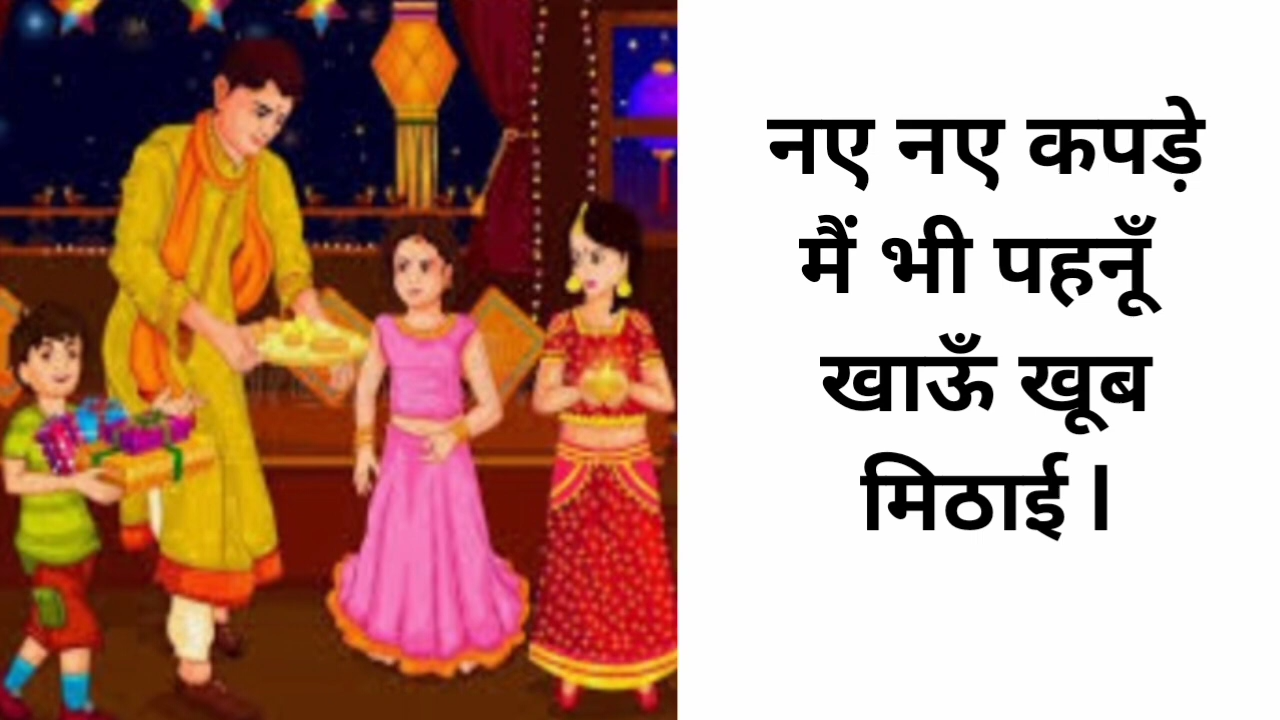 नए नए कपड़े
मैं भी पहनूँ
खाऊँ खूब
मिठाई।